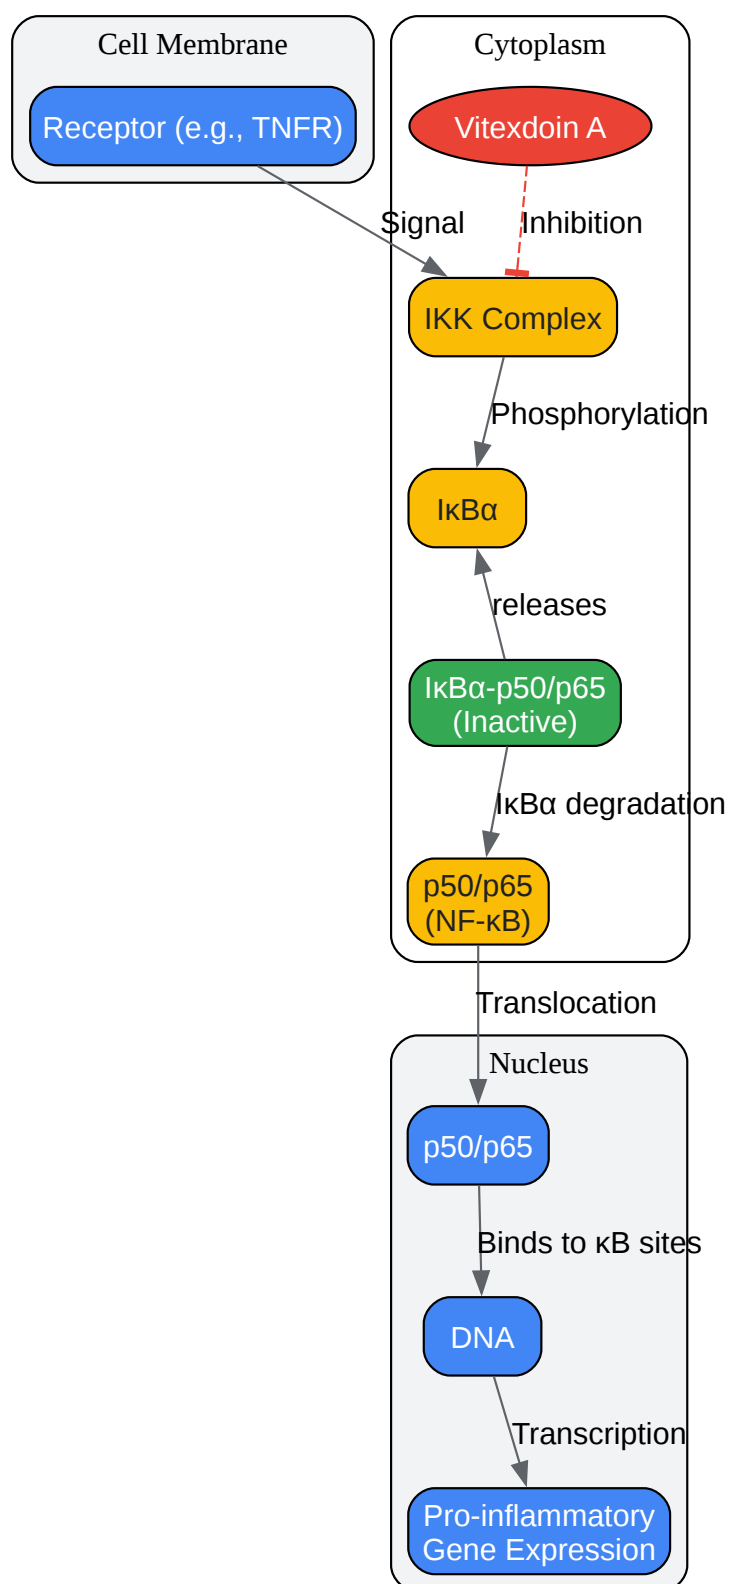 Cell Membrane
Cytoplasm
Receptor (e.g., TNFR)
Vitexdoin A
Signal
Inhibition
IKK Complex
Phosphorylation
IκBα
releases
IκBα-p50/p65
(Inactive)
IκBα degradation
p50/p65
(NF-κB)
Translocation
Nucleus
p50/p65
Binds to κB sites
DNA
Transcription
Pro-inflammatory
Gene Expression